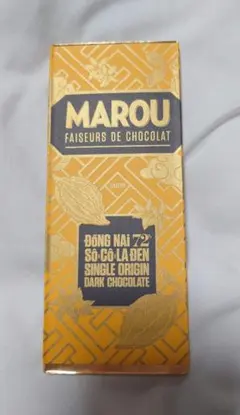 MAROU
FAISEURS DE CHOCOLAT
ĐỒNG NAI 72%
SÔ-CÔ-LA ĐEN
SINGLE ORIGIN
DARK CHOCOLATE